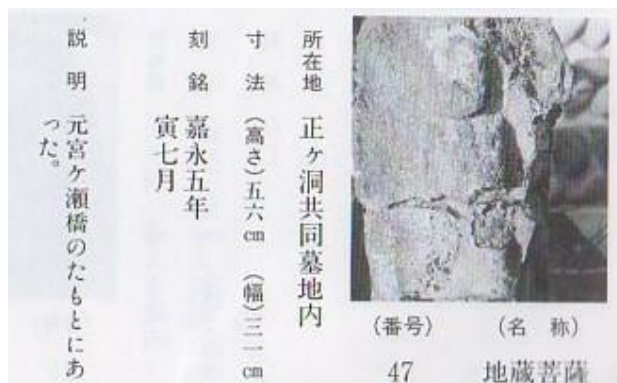 (名 称)
地蔵菩薩
(番号)
47
所在地 正ヶ洞共同墓地内
寸 法 (高さ)五六cm (幅)三一cm
刻 銘 嘉永五年
寅七月
説 明 元宮ヶ瀬橋のたもとにあ
った。